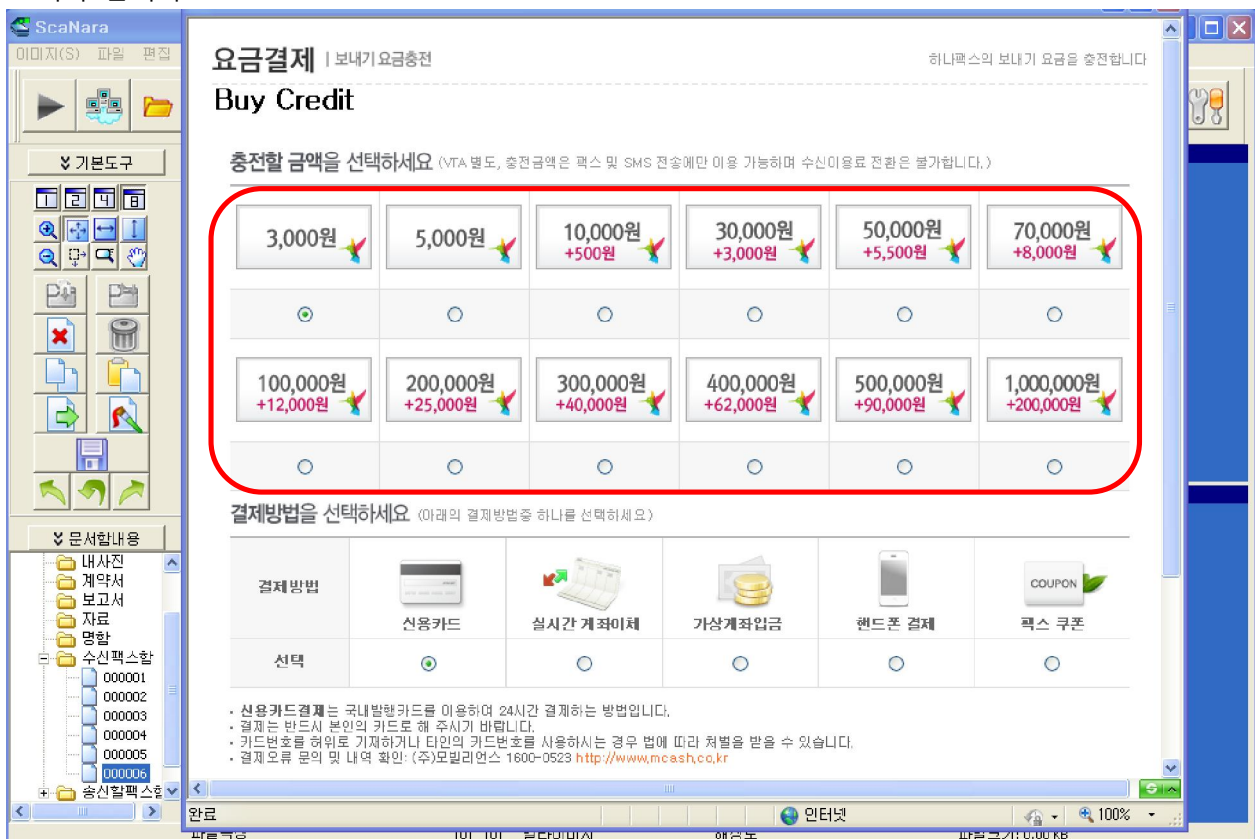 ScaNara
이미지(S) 파일 편집
요금결제 | 보내기 요금충전
하나팩스의 보내기 요금을 충전합니다
Buy Credit
기본도구
충전할 금액을 선택하세요 (VTA 별도, 충전금액은 팩스 및 SMS 전송에만 이용 가능하며 수신이용료 전환은 불가합니다.)
3,000원 5,000원 10,000원 30,000원 50,000원 70,000원
+500원 +3,000원 +5,500원 +8,000원
100,000원 200,000원 300,000원 400,000원 500,000원 1,000,000원
+12,000원 +25,000원 +40,000원 +62,000원 +90,000원 +200,000원
결제방법을 선택하세요 (아래의 결제방법중 하나를 선택하세요)
문서함내용
내사진
계약서
보고서
자료
명함
수신팩스함
000001
000002
000003
000004
000005
000006
송신할팩스함
결제방법
COUPON
신용카드 실시간 계좌이체 가상계좌입금 핸드폰 결제 팩스 쿠폰
선택
· 신용카드결제는 국내발행카드를 이용하여 24시간 결제하는 방법입니다.
· 결제는 반드시 본인의 카드로 해 주시기 바랍니다.
· 카드번호를 허위로 기재하거나 타인의 카드번호를 사용하시는 경우 법에 따라 처벌을 받을 수 있습니다.
· 결제오류 문의 및 내역 확인: (주)모빌리언스 1600-0523 http://www.mcash.co.kr
완료
인터넷
100%